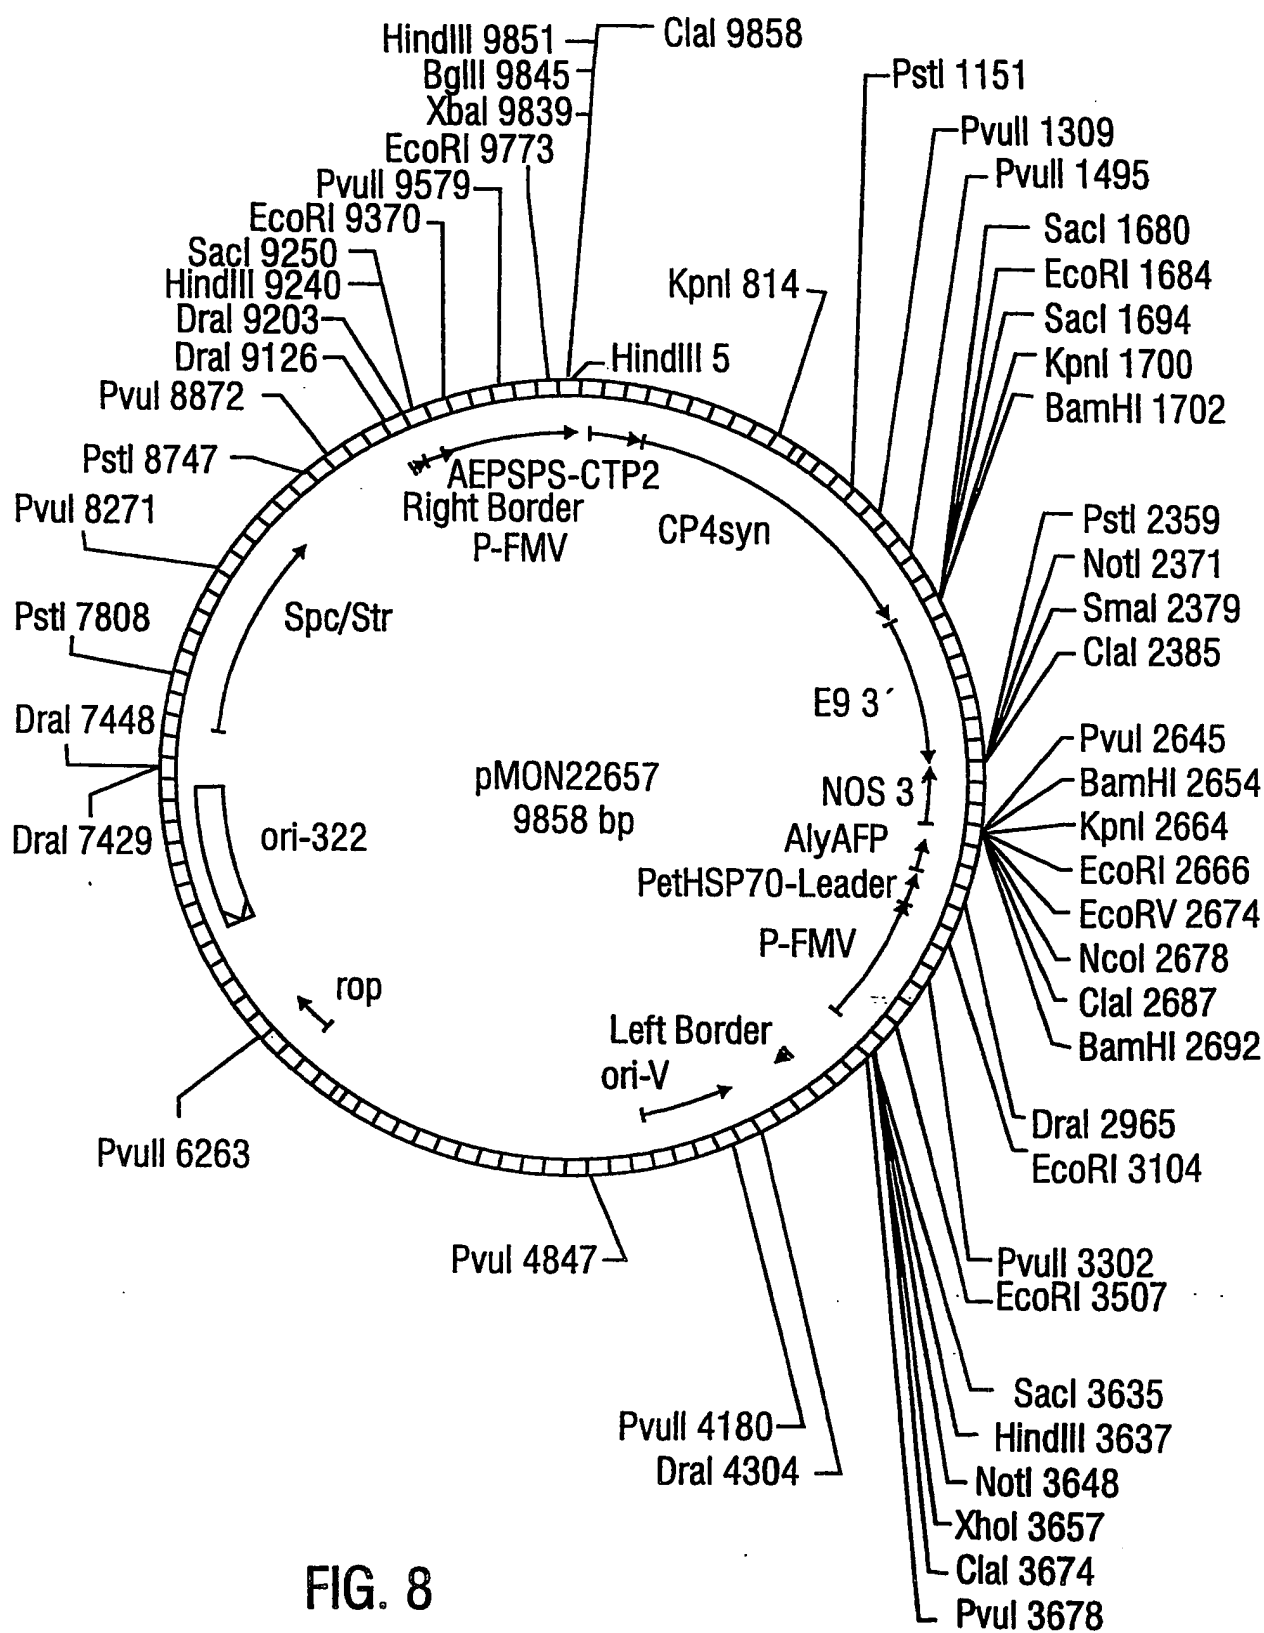 HindIII 9851
BglII 9845
XbaI 9839
EcoRI 9773
PvuII 9579
EcoRI 9370
SacI 9250
HindIII 9240
DraI 9203
DraI 9126
PvuI 8872
PstI 8747
PvuI 8271
PstI 7808
DraI 7448
DraI 7429
PvuII 6263
ClaI 9858
HindIII 5
KpnI 814
PstI 1151
PvuII 1309
PvuII 1495
SacI 1680
EcoRI 1684
SacI 1694
KpnI 1700
BamHI 1702
PstI 2359
NotI 2371
SmaI 2379
ClaI 2385
PvuI 2645
BamHI 2654
KpnI 2664
EcoRI 2666
EcoRV 2674
NcoI 2678
ClaI 2687
BamHI 2692
DraI 2965
EcoRI 3104
PvuII 3302
EcoRI 3507
SacI 3635
HindIII 3637
NotI 3648
XhoI 3657
ClaI 3674
PvuI 3678
PvuII 4180
DraI 4304
PvuI 4847
AEPSPS-CTP2
Right Border
P-FMV
CP4syn
Spc/Str
E9 3´
pMON22657
9858 bp
NOS 3
AlyAFP
PetHSP70-Leader
P-FMV
ori-322
rop
Left Border
ori-V
FIG. 8